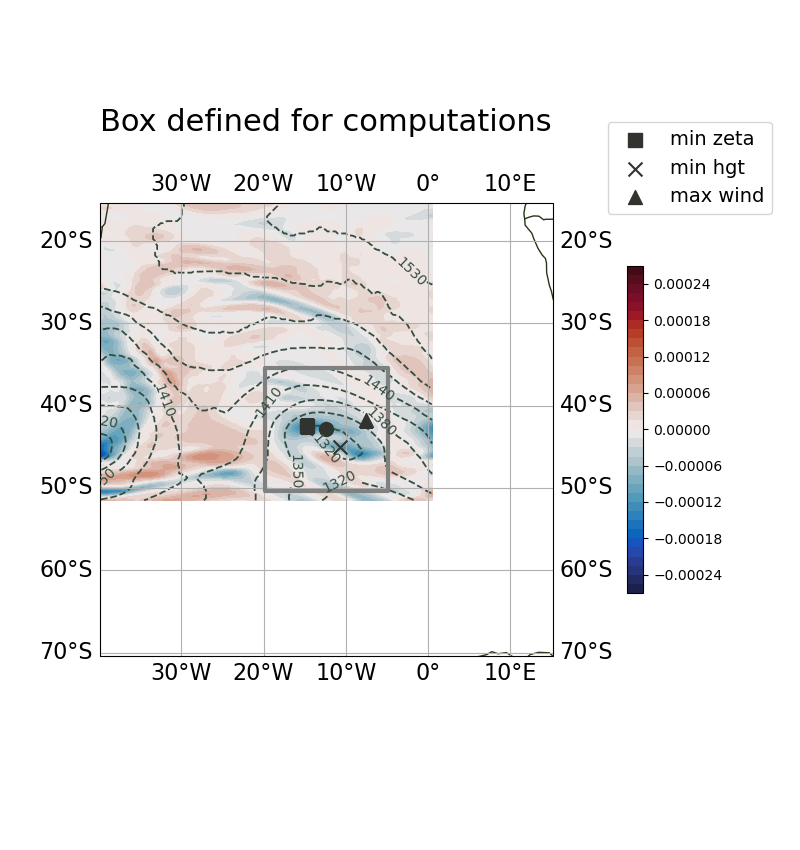 Box defined for computations
min zeta
min hgt
max wind
30°W 20°W 10°W 0° 10°E
20°S 20°S
30°S 30°S
40°S 40°S
50°S 50°S
60°S 60°S
70°S 70°S
30°W 20°W 10°W 0° 10°E
1530
1440
1410
1410
1380
20
1320
1350
1320
50
0.00024
0.00018
0.00012
0.00006
0.00000
−0.00006
−0.00012
−0.00018
−0.00024